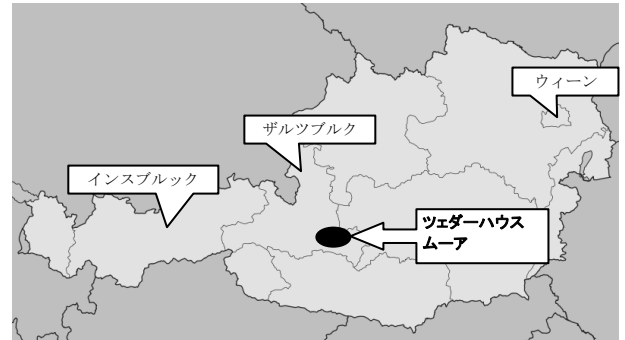 ウィーン
ザルツブルク
インスブルック
ツェダーハウス
ムーア